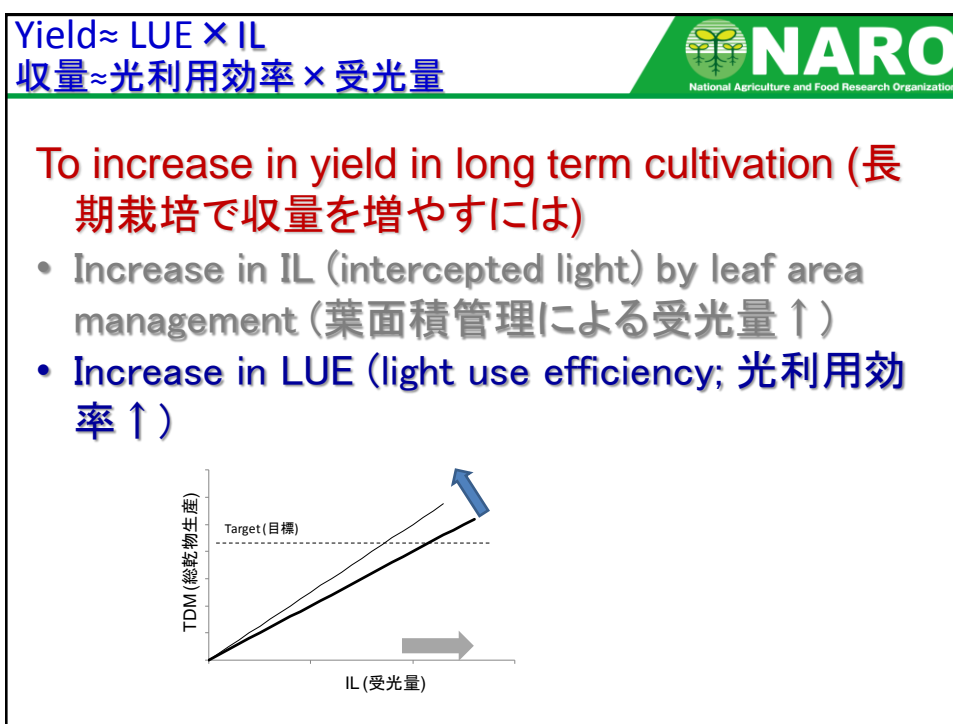 Yield≈ LUE×IL
収量≈光利用効率×受光量
NARO
National Agriculture and Food Research Organization
To increase in yield in long term cultivation (長
期栽培で収量を増やすには)
• Increase in IL (intercepted light) by leaf area
management (葉面積管理による受光量↑)
• Increase in LUE (light use efficiency; 光利用効
率↑)
Target(目標)
TDM (総乾物生産)
IL (受光量)